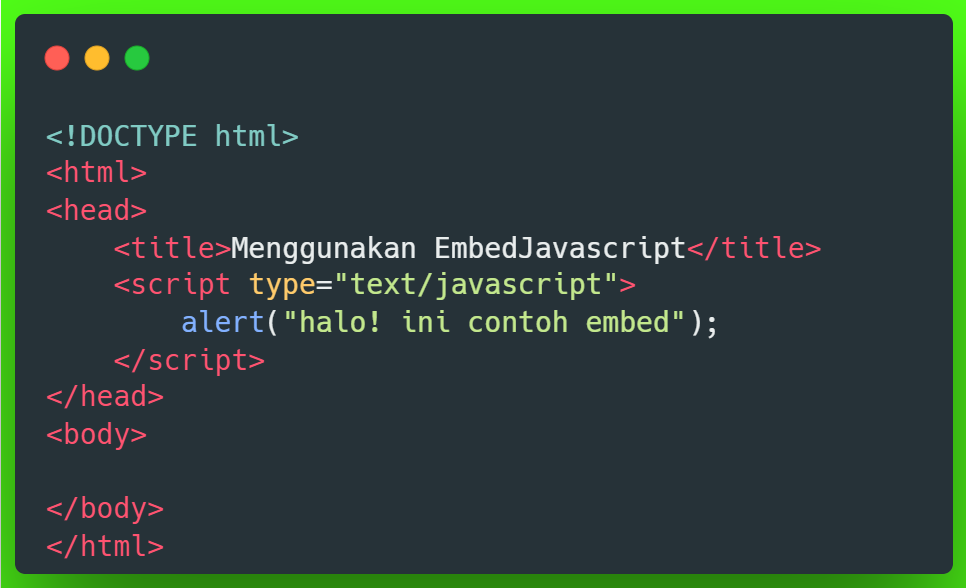 <!DOCTYPE html>
<html>
<head>
    <title>Menggunakan EmbedJavascript</title>
    <script type="text/javascript">
        alert("halo! ini contoh embed");
    </script>
</head>
<body>

</body>
</html>